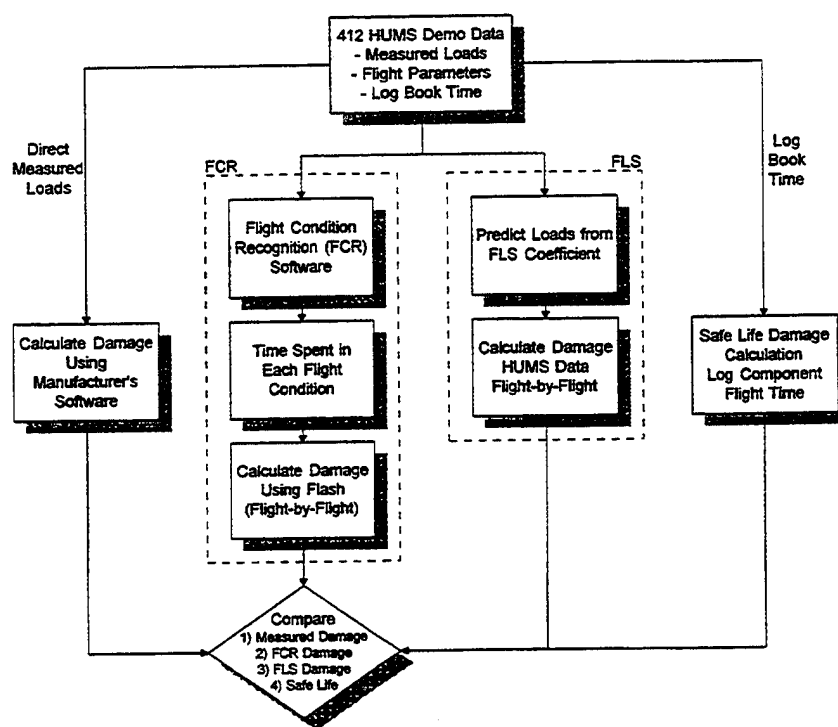 412 HUMS Demo Data
- Measured Loads
- Flight Parameters
- Log Book Time
Direct
Measured
Loads
Log
Book
Time
FCR
FLS
Flight Condition
Recognition (FCR)
Software
Predict Loads from
FLS Coefficient
Calculate Damage
Using
Manufacturer's
Software
Time Spent in
Each Flight
Condition
Calculate Damage
HUMS Data
Flight-by-Flight
Safe Life Damage
Calculation
Log Component
Flight Time
Calculate Damage
Using Flash
(Flight-by-Flight)
Compare
1) Measured Damage
2) FCR Damage
3) FLS Damage
4) Safe Life